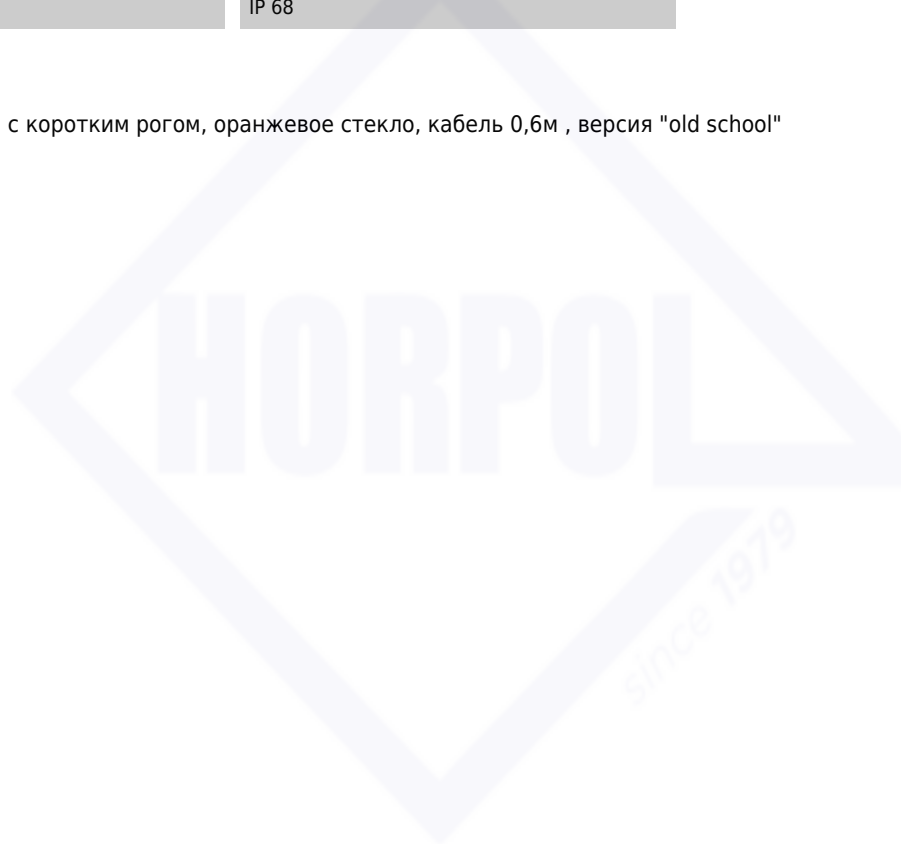 IP 68
с коротким рогом, оранжевое стекло, кабель 0,6м , версия "old school"
HORPOL
since 1979